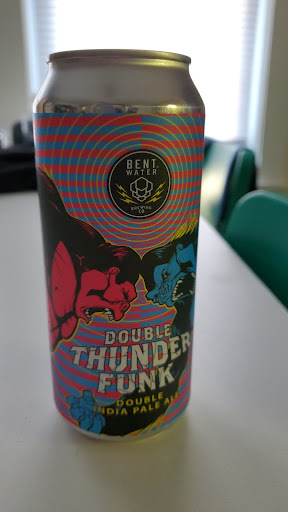 BENT
WATER
BREWING
CO
DOUBLE
THUNDER
FUNK
DOUBLE
INDIA PALE ALE